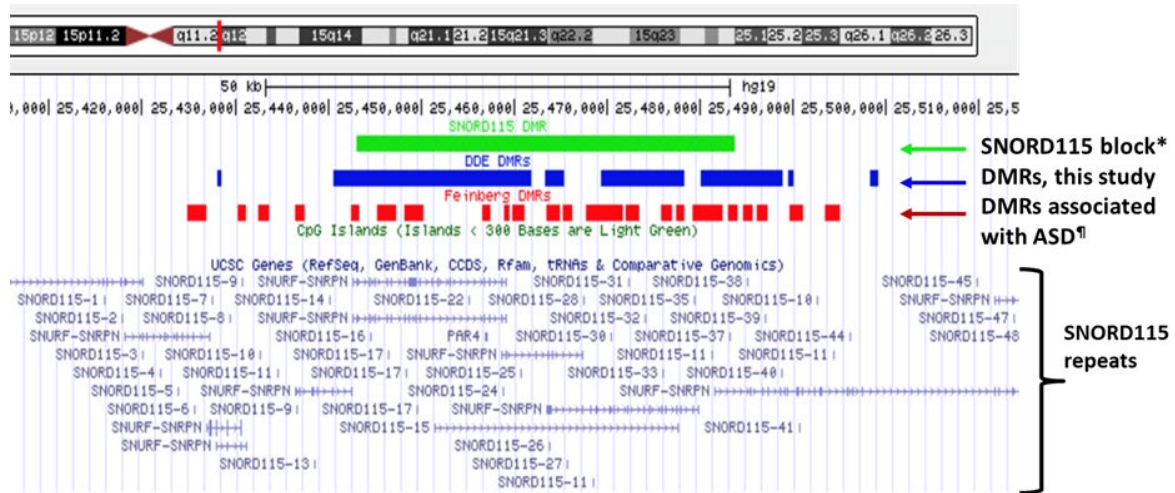 15p12 15p11.2 q11.2 q12 15q14 q21.1 21.2 15q21.3 q22.2 15q23 25.1 25.2 25.3 q26.1 q26.2 26.3
50 kb hg19
0,000| 25,420,000| 25,430,000| 25,440,000| 25,450,000| 25,460,000| 25,470,000| 25,480,000| 25,490,000| 25,500,000| 25,510,000| 25,5
SNORD115 DMR
SNORD115 block*
DDE DMRs
DMRs, this study
Feinberg DMRs
DMRs associated
with ASD¶
CpG Islands (Islands < 300 Bases are Light Green)
UCSC Genes (RefSeq, GenBank, CCDS, Rfam, tRNAs & Comparative Genomics)
SNORD115-9 SNURF-SNRPN SNORD115-31 SNORD115-38 SNORD115-45
SNORD115-1 SNORD115-7 SNORD115-14 SNORD115-22 SNORD115-28 SNORD115-35 SNORD115-10 SNURF-SNRPN
SNORD115-2 SNORD115-8 SNURF-SNRPN SNORD115-32 SNORD115-39 SNORD115-47
SNURF-SNRPN SNORD115-16 PAR4 SNORD115-30 SNORD115-37 SNORD115-44 SNORD115-48
SNORD115-3 SNORD115-10 SNORD115-17 SNURF-SNRPN SNORD115-11 SNORD115-11
SNORD115-4 SNORD115-11 SNORD115-17 SNORD115-25 SNORD115-33 SNORD115-40
SNORD115-5 SNURF-SNRPN SNORD115-24 SNURF-SNRPN
SNORD115-6 SNORD115-9 SNORD115-17 SNURF-SNRPN
SNURF-SNRPN SNORD115-15 SNORD115-41
SNURF-SNRPN SNORD115-26
SNORD115-13 SNORD115-27
SNORD115-11
SNORD115
repeats